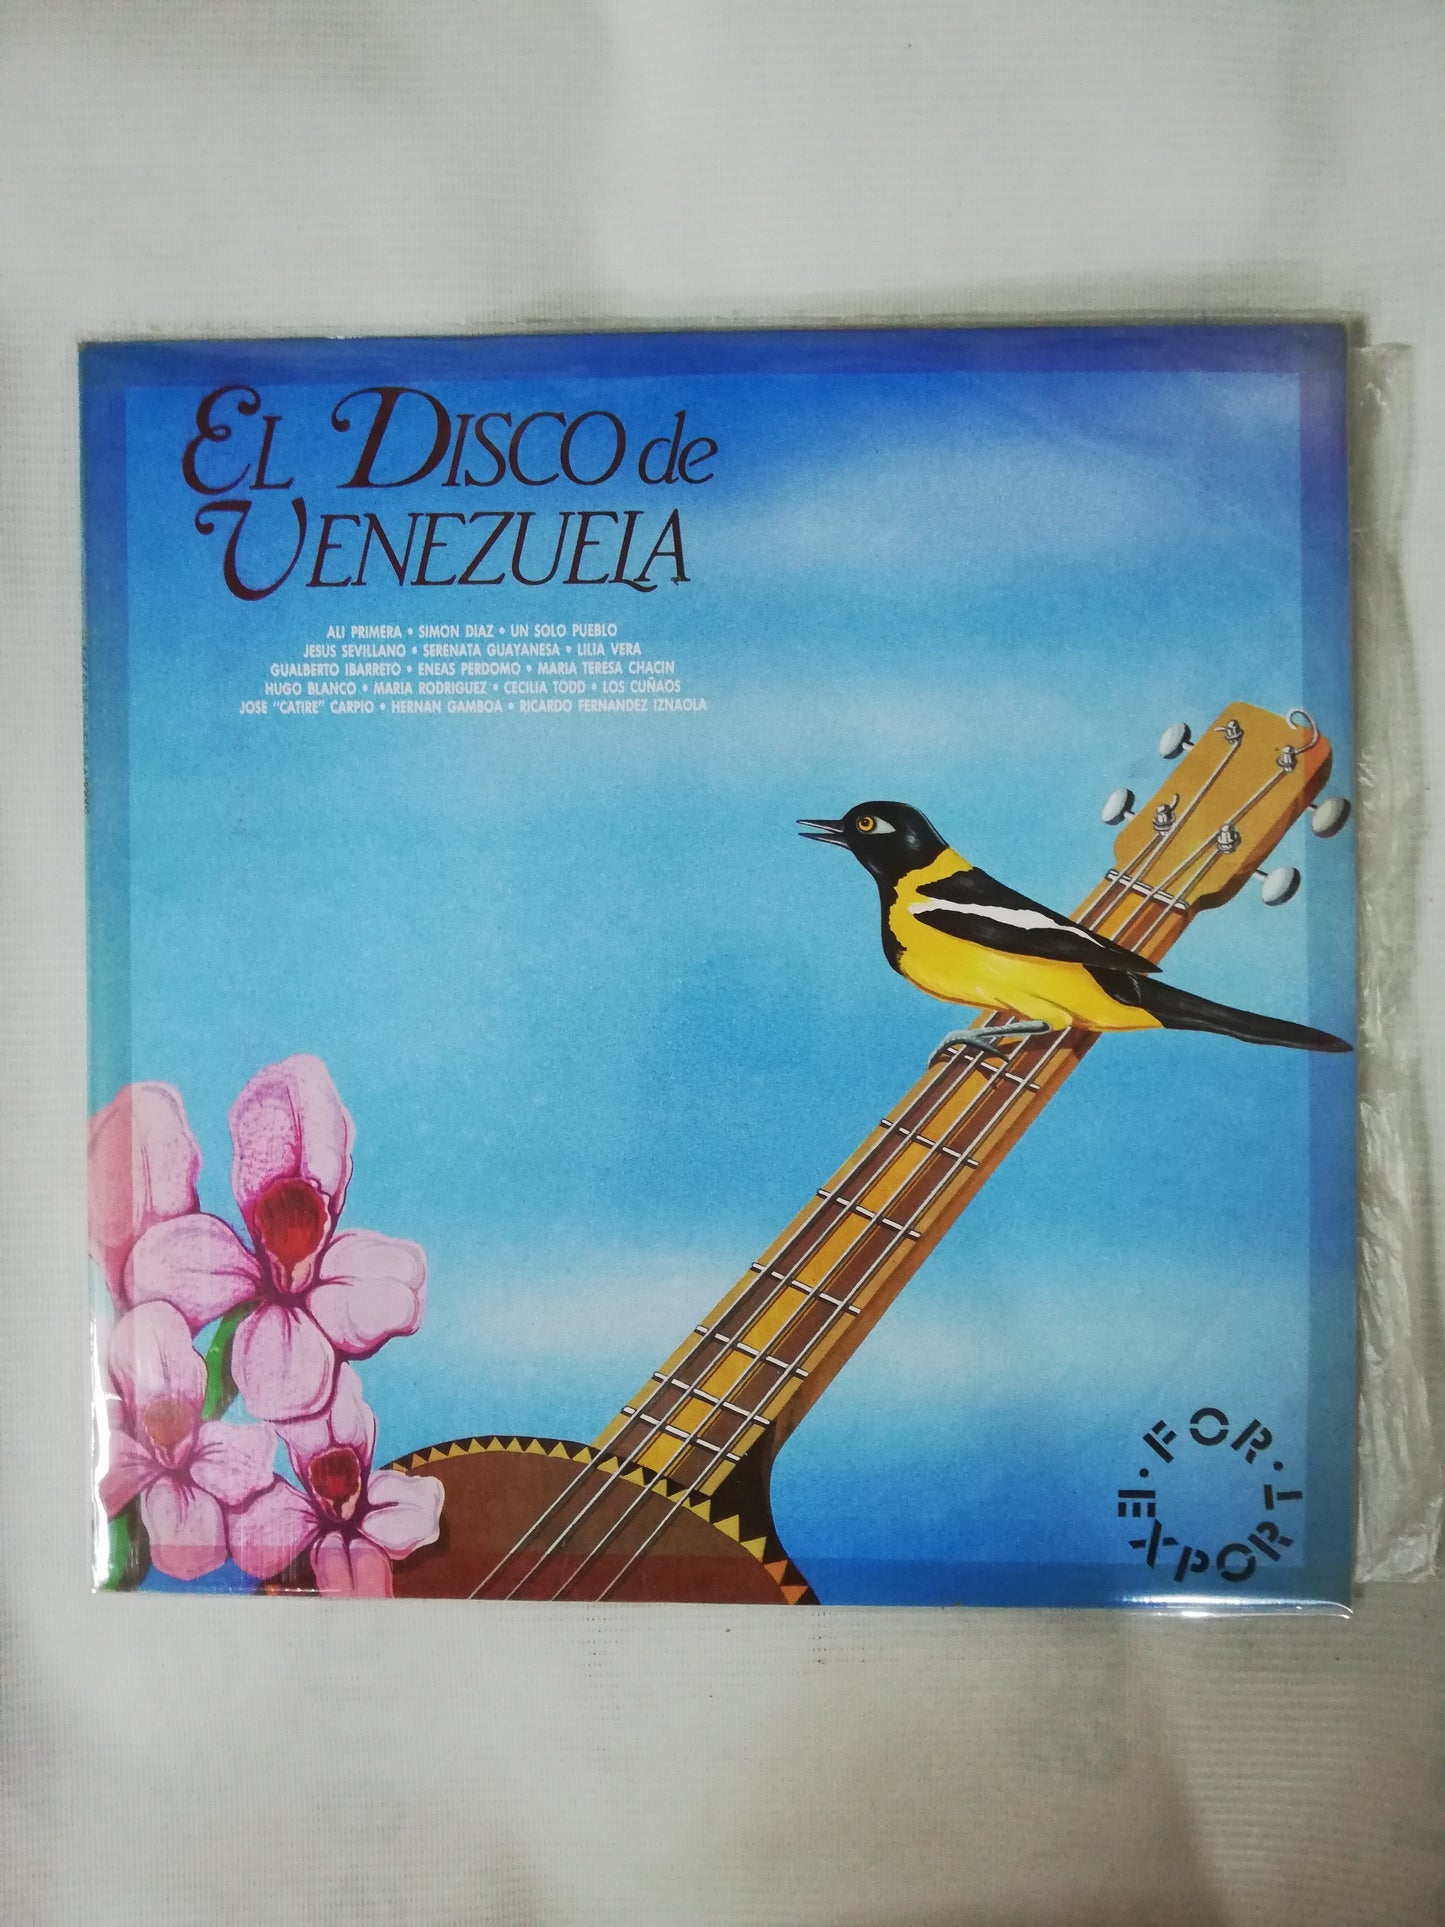 EL DISCO de
VENEZUELA
ALI PRIMERA • SIMON DIAZ • UN SOLO PUEBLO
JESUS SEVILLANO • SERENATA GUAYANESA • LILIA VERA
GUALBERTO IBARRETO • ENEAS PERDOMO • MARIA TERESA CHACIN
HUGO BLANCO • MARIA RODRIGUEZ • CECILIA TODD • LOS CUÑAOS
JOSE "CATIRE" CARPIO • HERNAN GAMBOA • RICARDO FERNANDEZ IZNAOLA
• FOR •
EXPORT